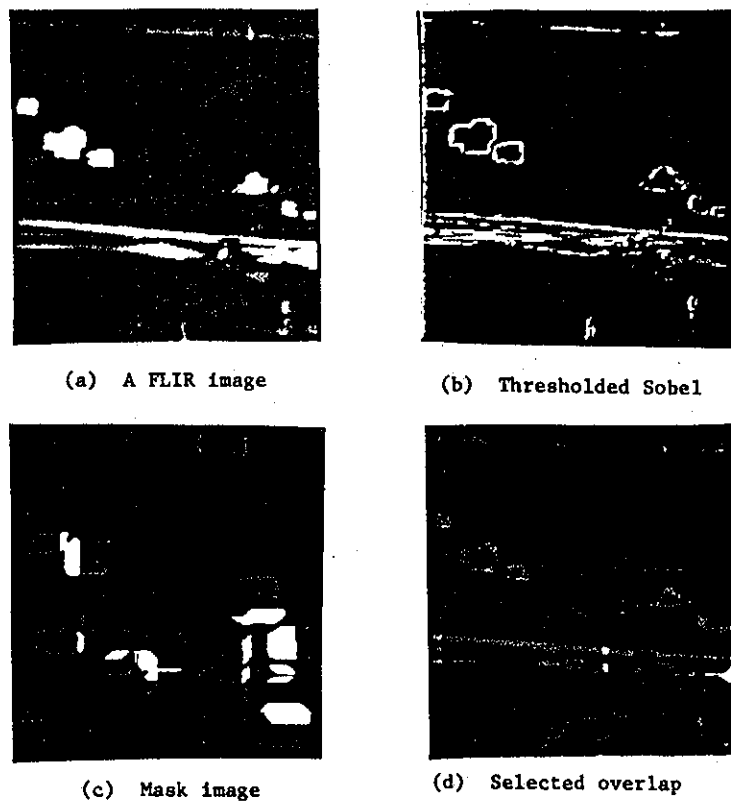 (a) A FLIR image
(b) Thresholded Sobel
(c) Mask image
(d) Selected overlap